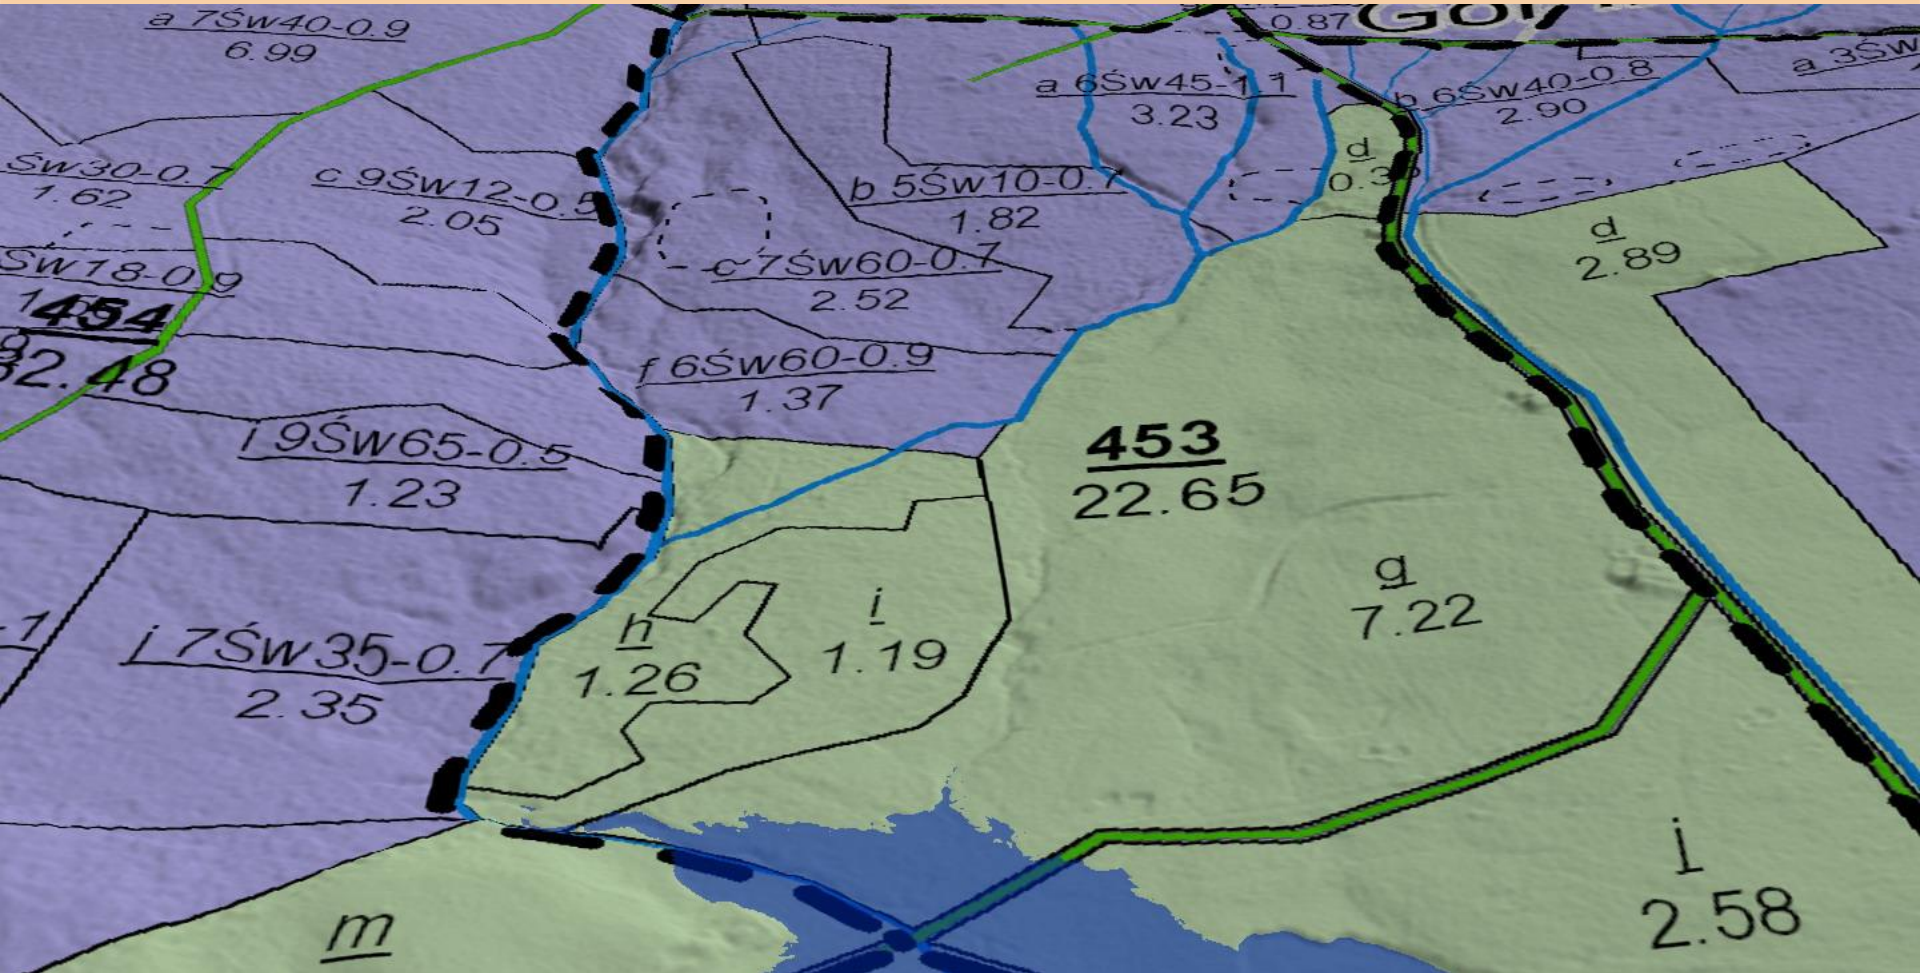 a 7Św40-0.9
6.99
0.87
a 6Św45-1.1
3.23
b 6Św40-0.8
2.90
a 3Św
Św30-0.7
1.62
c 9Św12-0.5
2.05
b 5Św10-0.7
1.82
d
d
2.89
Św18-0.9
c 7Św60-0.7
2.52
454
32.48
f 6Św60-0.9
1.37
i 9Św65-0.5
1.23
453
22.65
g
7.22
j 7Św35-0.7
2.35
h
1.26
i
1.19
j
2.58
m